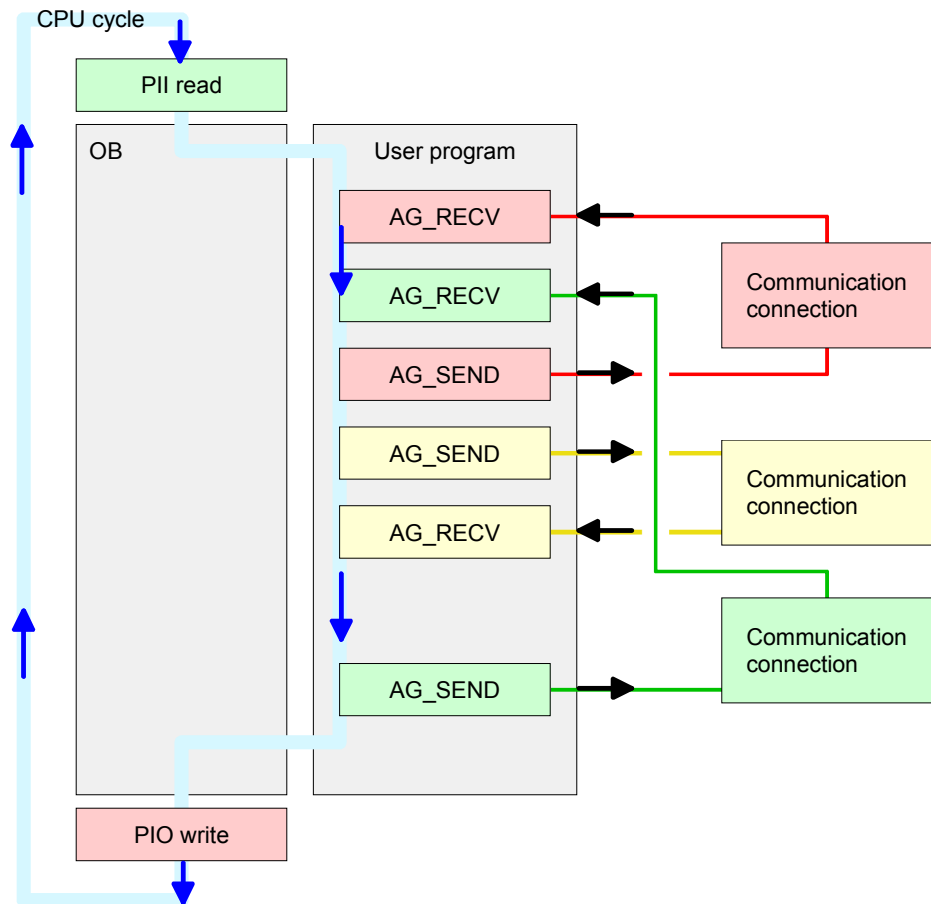 CPU cycle
PII read
OB
User program
AG_RECV
AG_RECV
AG_SEND
AG_SEND
AG_RECV
AG_SEND
Communication
connection
Communication
connection
Communication
connection
PIO write